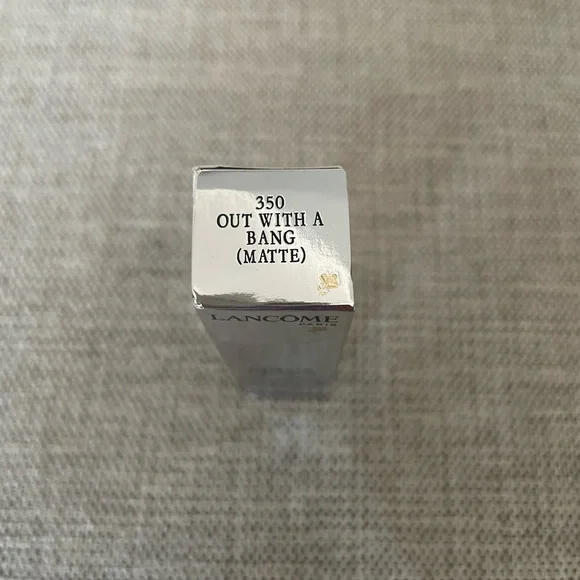 350
OUT WITH A
BANG
(MATTE)
LANCOME
PARIS